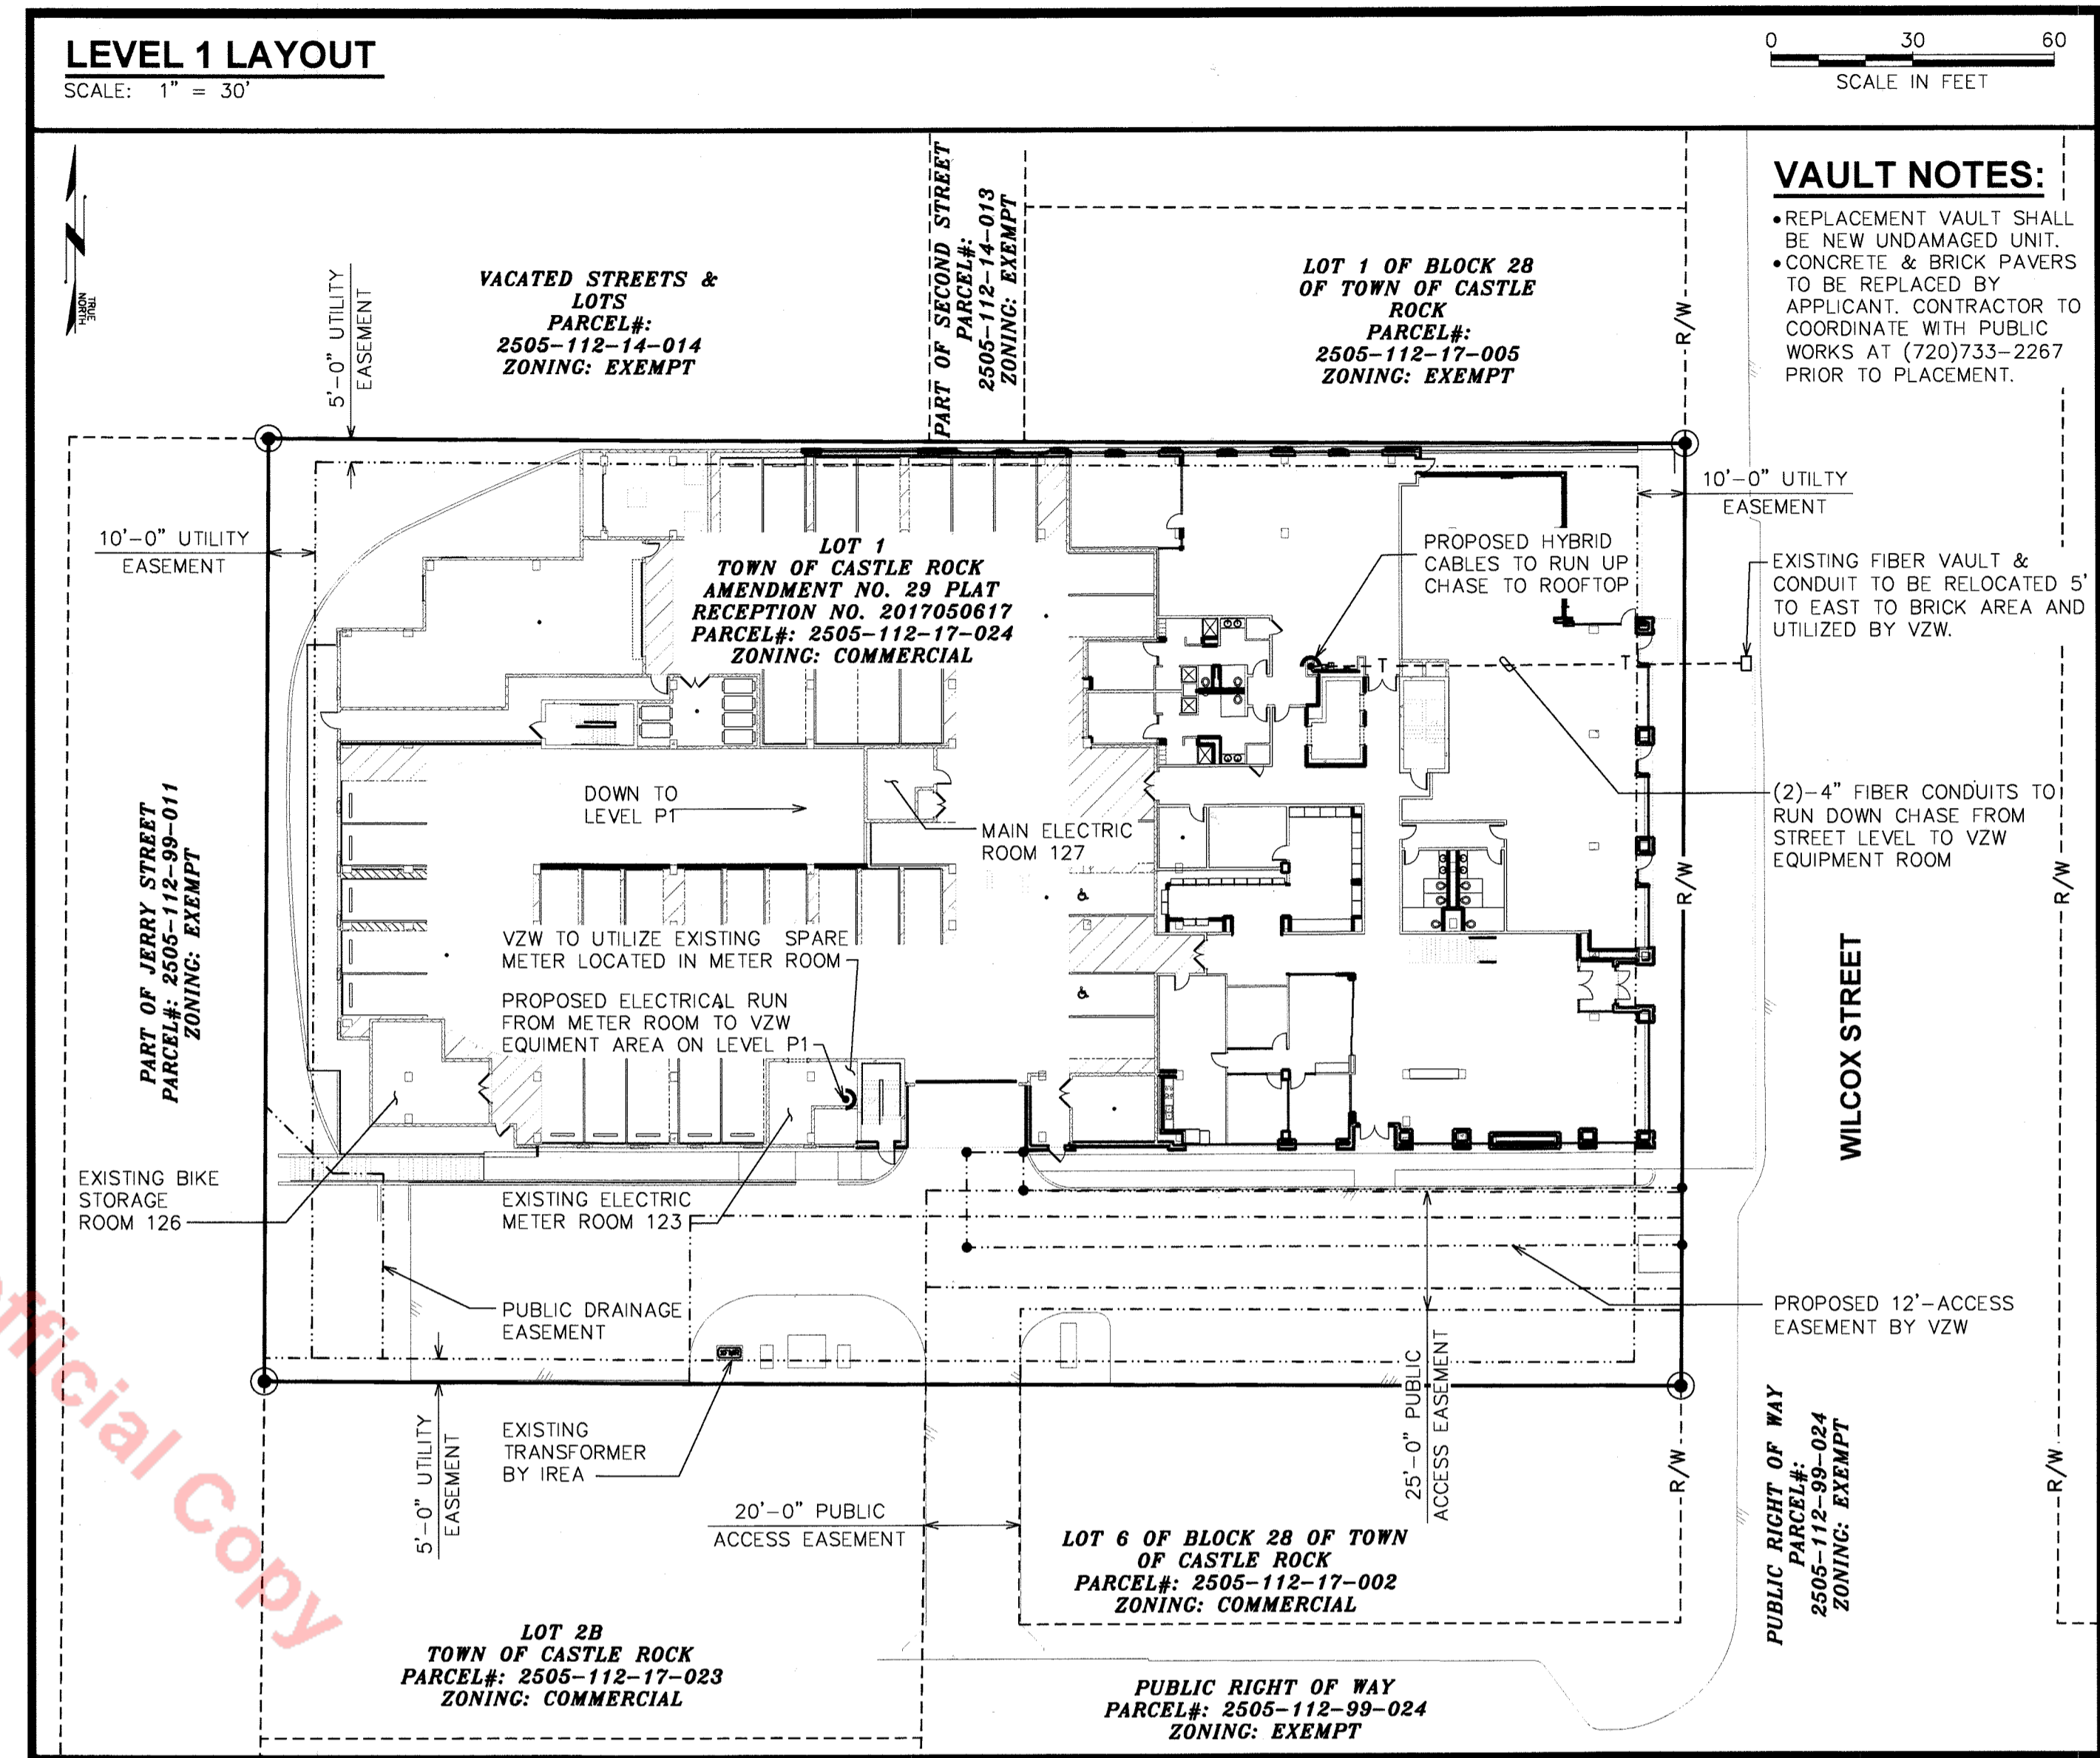 LEVEL 1 LAYOUT
SCALE: 1" = 30'
0 30 60
SCALE IN FEET
TRUE
NORTH
VAULT NOTES:
•REPLACEMENT VAULT SHALL
BE NEW UNDAMAGED UNIT.
•CONCRETE & BRICK PAVERS
TO BE REPLACED BY
APPLICANT. CONTRACTOR TO
COORDINATE WITH PUBLIC
WORKS AT (720)733-2267
PRIOR TO PLACEMENT.
VACATED STREETS &
LOTS
PARCEL#:
2505-112-14-014
ZONING: EXEMPT
PART OF SECOND STREET
PARCEL#:
2505-112-14-013
ZONING: EXEMPT
LOT 1 OF BLOCK 28
OF TOWN OF CASTLE
ROCK
PARCEL#:
2505-112-17-005
ZONING: EXEMPT
R/W
5'-0" UTILITY
EASEMENT
10'-0" UTILITY
EASEMENT
10'-0" UTILTY
EASEMENT
LOT 1
TOWN OF CASTLE ROCK
AMENDMENT NO. 29 PLAT
RECEPTION NO. 2017050617
PARCEL#: 2505-112-17-024
ZONING: COMMERCIAL
PROPOSED HYBRID
CABLES TO RUN UP
CHASE TO ROOFTOP
EXISTING FIBER VAULT &
CONDUIT TO BE RELOCATED 5'
TO EAST TO BRICK AREA AND
UTILIZED BY VZW.
T
T
DOWN TO
LEVEL P1
MAIN ELECTRIC
ROOM 127
(2)-4" FIBER CONDUITS TO
RUN DOWN CHASE FROM
STREET LEVEL TO VZW
EQUIPMENT ROOM
PART OF JERRY STREET
PARCEL#: 2505-112-99-011
ZONING: EXEMPT
R/W
R/W
VZW TO UTILIZE EXISTING SPARE
METER LOCATED IN METER ROOM
PROPOSED ELECTRICAL RUN
FROM METER ROOM TO VZW
EQUIMENT AREA ON LEVEL P1
WILCOX STREET
EXISTING BIKE
STORAGE
ROOM 126
EXISTING ELECTRIC
METER ROOM 123
PUBLIC DRAINAGE
EASEMENT
PROPOSED 12'-ACCESS
EASEMENT BY VZW
EXISTING
TRANSFORMER
BY IREA
5'-0" UTILITY
EASEMENT
20'-0" PUBLIC
ACCESS EASEMENT
25'-0" PUBLIC
ACCESS EASEMENT
R/W
R/W
LOT 6 OF BLOCK 28 OF TOWN
OF CASTLE ROCK
PARCEL#: 2505-112-17-002
ZONING: COMMERCIAL
PUBLIC RIGHT OF WAY
PARCEL#:
2505-112-99-024
ZONING: EXEMPT
LOT 2B
TOWN OF CASTLE ROCK
PARCEL#: 2505-112-17-023
ZONING: COMMERCIAL
PUBLIC RIGHT OF WAY
PARCEL#: 2505-112-99-024
ZONING: EXEMPT
fficial Copy